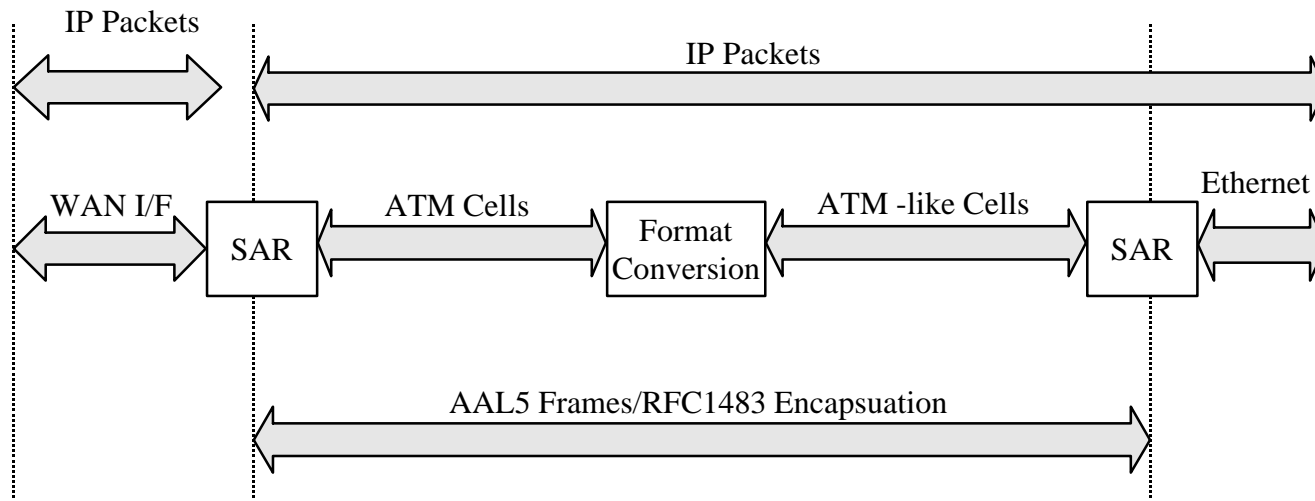 IP Packets
IP Packets
WAN I/F
SAR
ATM Cells
Format
Conversion
ATM -like Cells
SAR
Ethernet
AAL5 Frames/RFC1483 Encapsuation